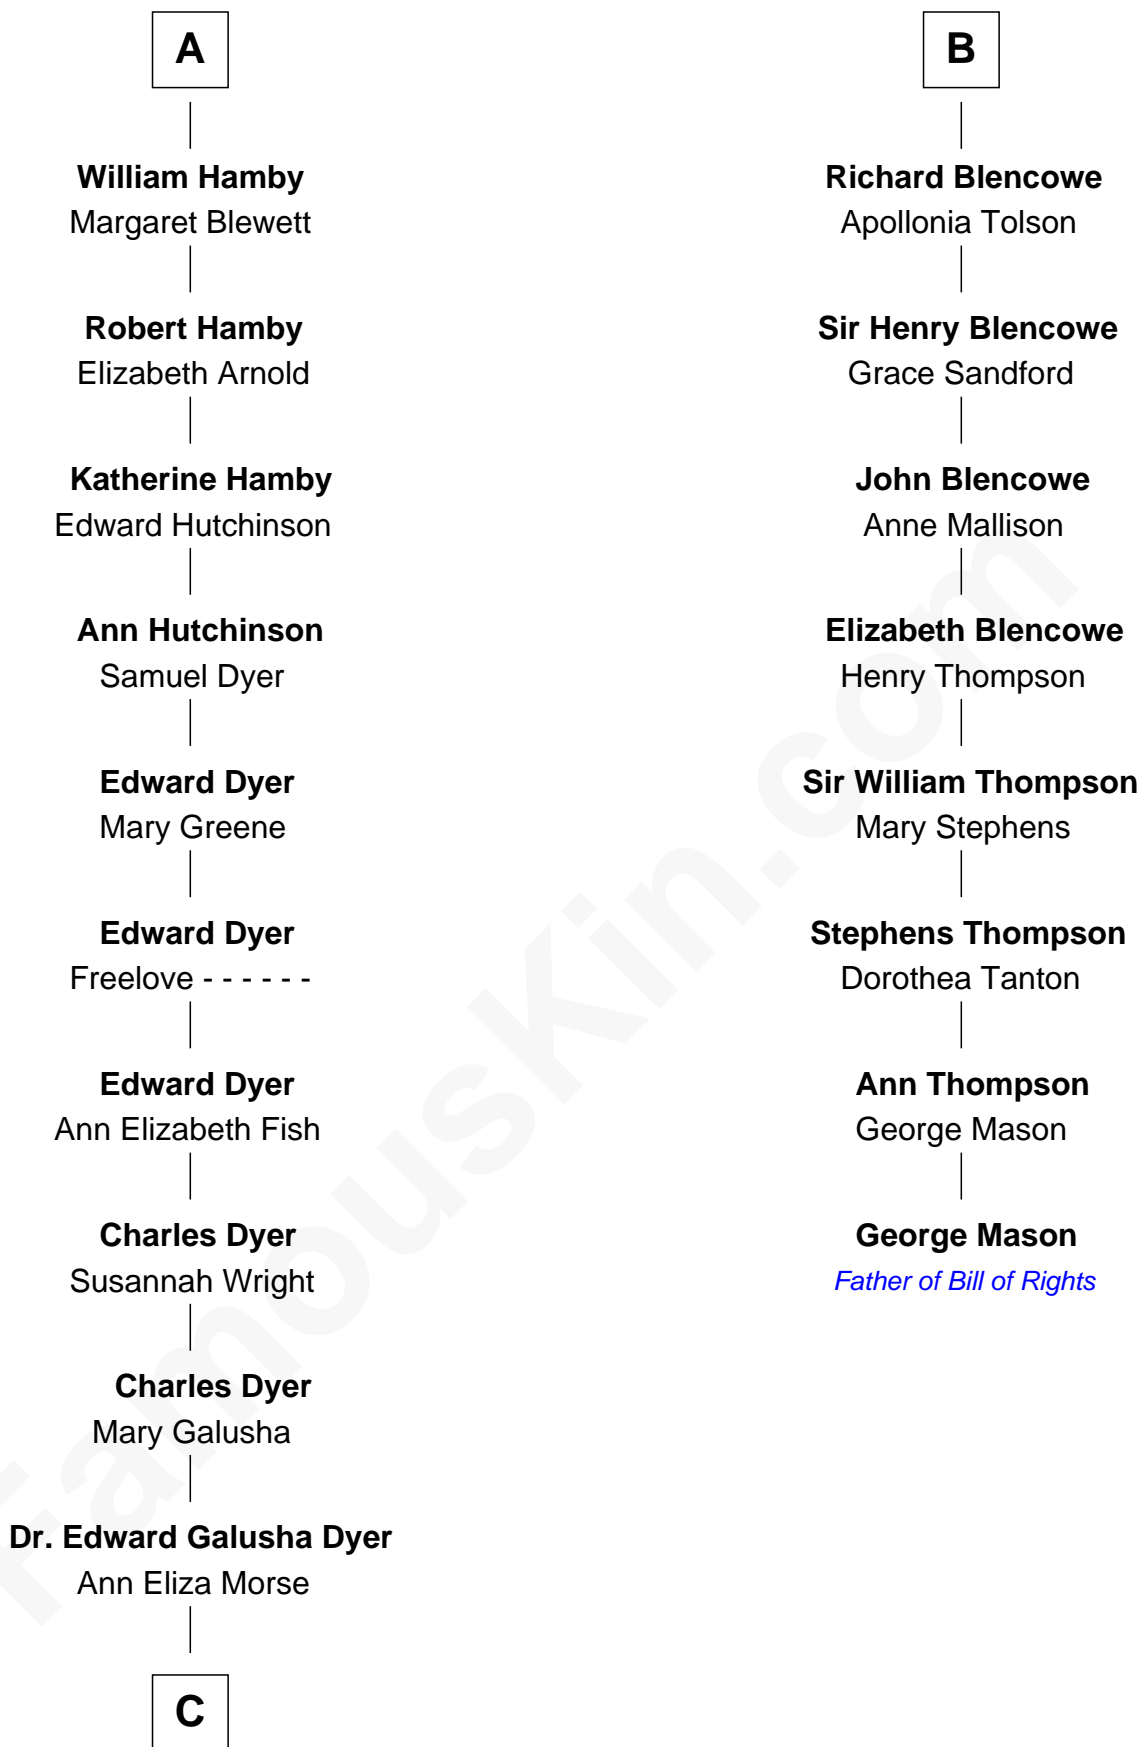 A
William Hamby
Margaret Blewett
Robert Hamby
Elizabeth Arnold
Katherine Hamby
Edward Hutchinson
Ann Hutchinson
Samuel Dyer
Edward Dyer
Mary Greene
Edward Dyer
Freelove - - - - - -
Edward Dyer
Ann Elizabeth Fish
Charles Dyer
Susannah Wright
Charles Dyer
Mary Galusha
Dr. Edward Galusha Dyer
Ann Eliza Morse
C
B
Richard Blencowe
Apollonia Tolson
Sir Henry Blencowe
Grace Sandford
John Blencowe
Anne Mallison
Elizabeth Blencowe
Henry Thompson
Sir William Thompson
Mary Stephens
Stephens Thompson
Dorothea Tanton
Ann Thompson
George Mason
George Mason
Father of Bill of Rights
FamousKin.com